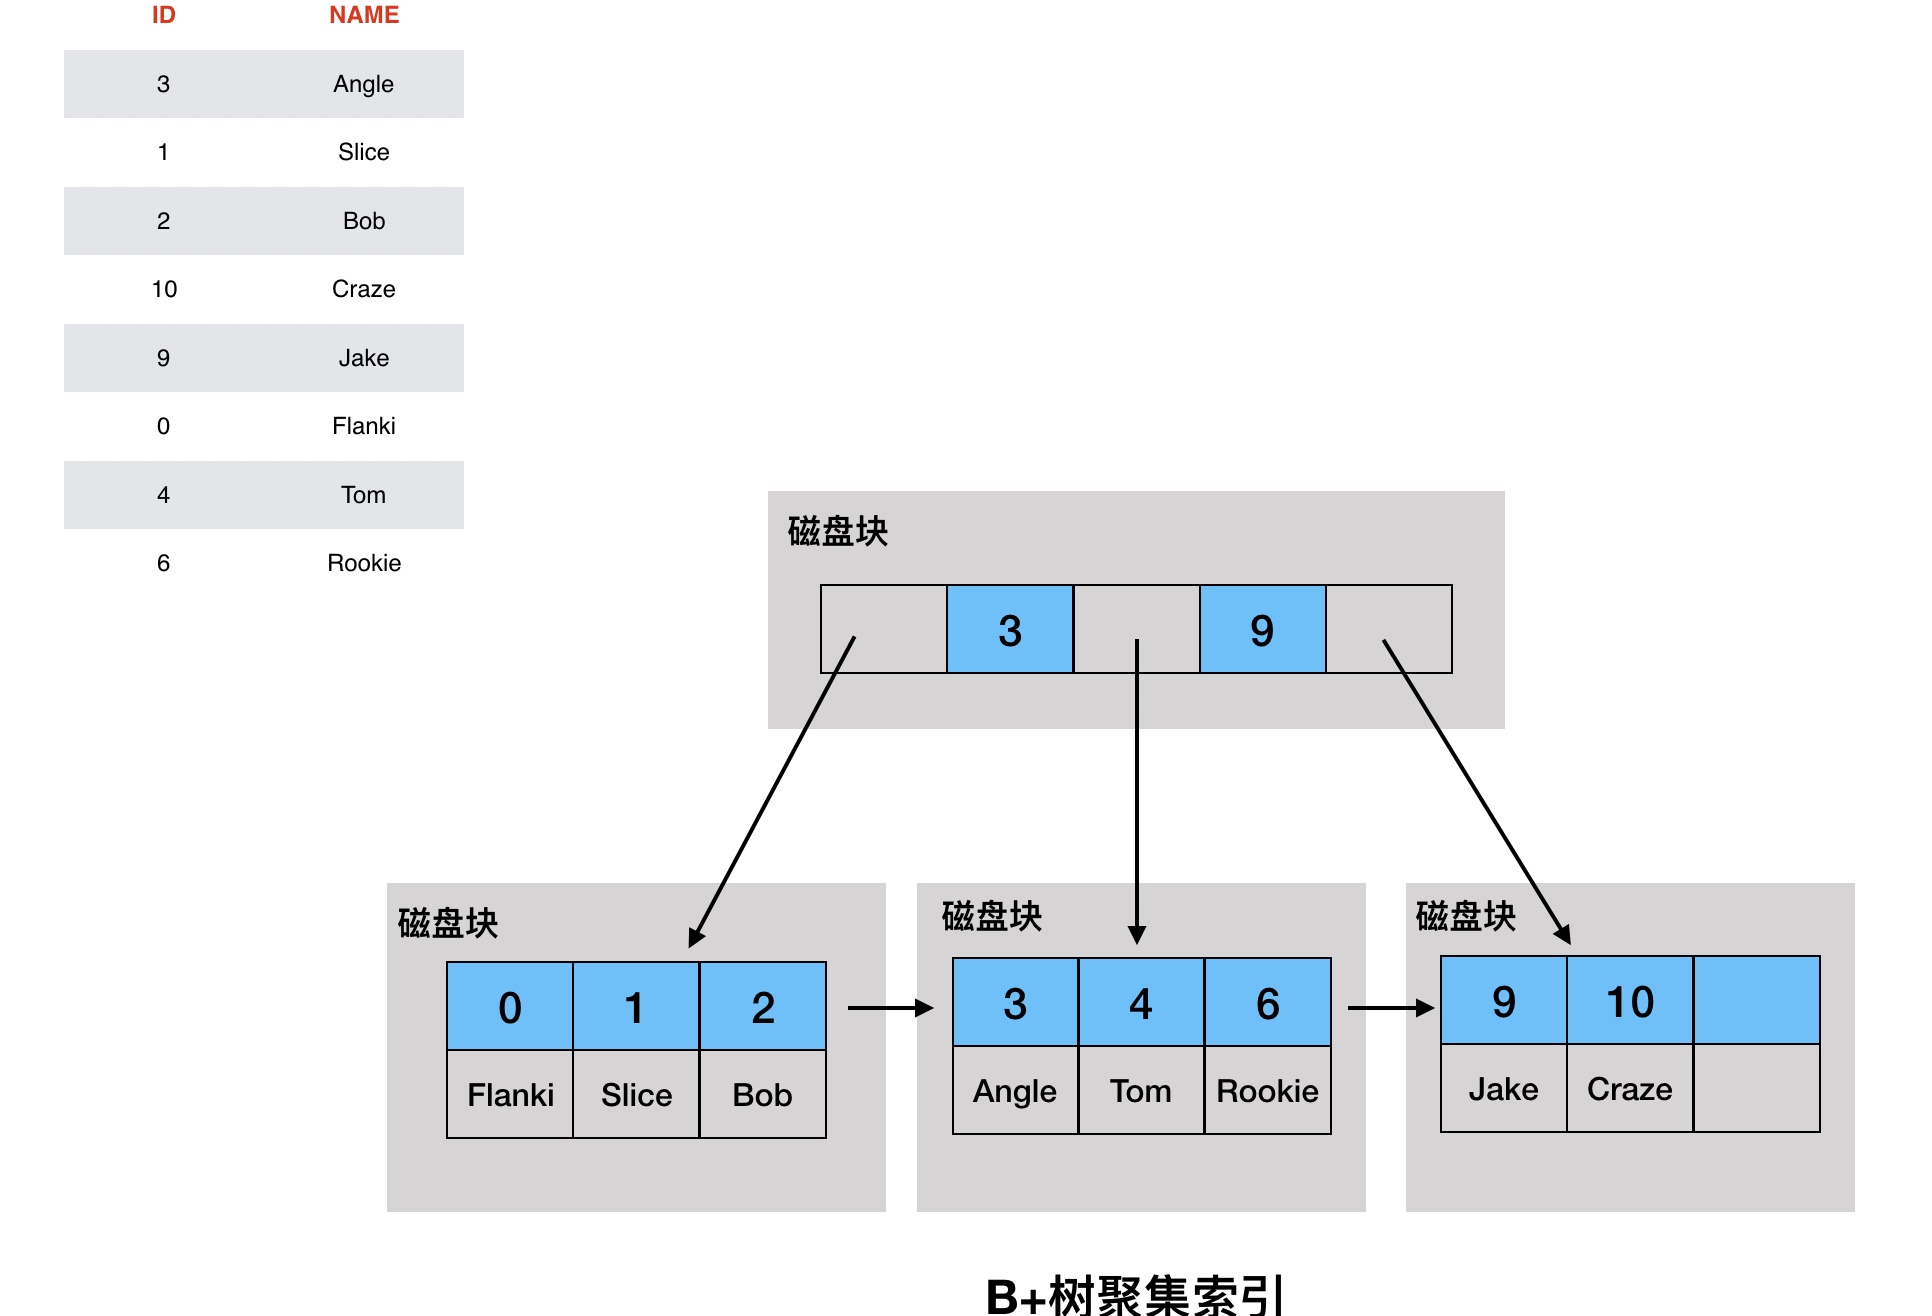 ID NAME
3 Angle
1 Slice
2 Bob
10 Craze
9 Jake
0 Flanki
4 Tom
6 Rookie
磁盘块
3 9
磁盘块
0 1 2
Flanki Slice Bob
磁盘块
3 4 6
Angle Tom Rookie
磁盘块
9 10
Jake Craze
B+树聚集索引